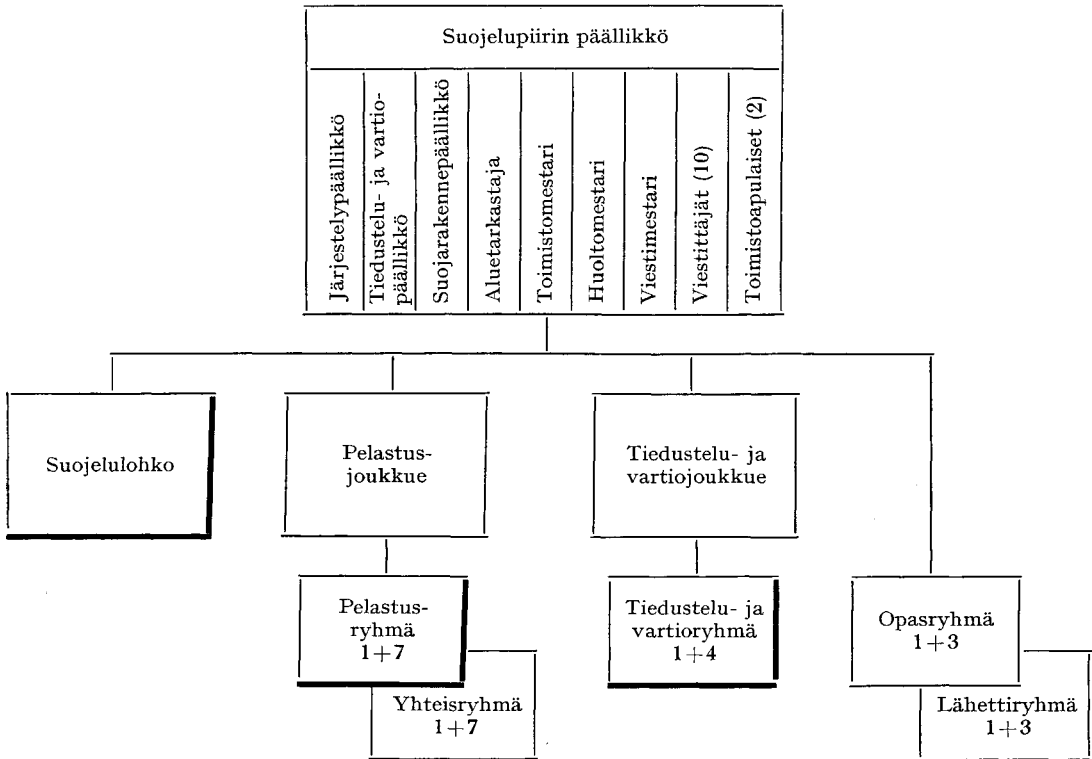 Suojelupiirin päällikkö
Järjestelypäällikkö
Tiedustelu- ja vartio-
päällikkö
Suojarakennepäällikkö
Aluetarkastaja
Toimistomestari
Huoltomestari
Viestimestari
Viestittäjät (10)
Toimistoapulaiset (2)
Suojelulohko
Pelastus-
joukkue
Tiedustelu- ja
vartiojoukkue
Pelastus-
ryhmä
1+7
Yhteisryhmä
1+7
Tiedustelu- ja
vartioryhmä
1+4
Opasryhmä
1+3
Lähettiryhmä
1+3